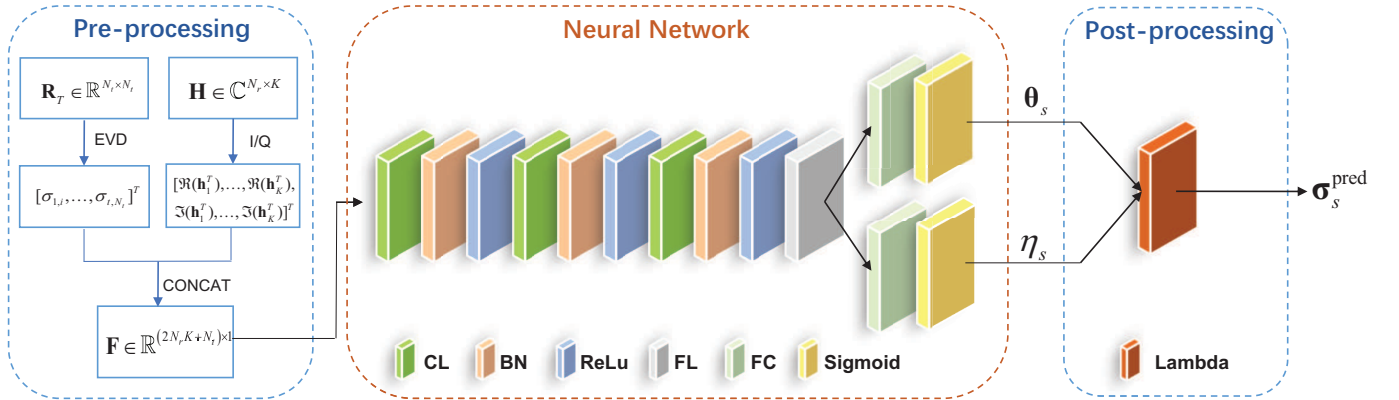 Pre-processing
Neural Network
Post-processing
𝐑_T ∈ ℝ^{N_t×N_t}
𝐇 ∈ ℂ^{N_r×K}
EVD
I/Q
[σ_{1,i},…,σ_{t,N_t}]^T
[ℜ(𝐡_1^T),…,ℜ(𝐡_K^T),
ℑ(𝐡_1^T),…,ℑ(𝐡_K^T)]^T
CONCAT
𝐅 ∈ ℝ^{(2N_rK+N_t)×1}
𝛉_s
η_s
𝛔_s^{pred}
CL
BN
ReLu
FL
FC
Sigmoid
Lambda